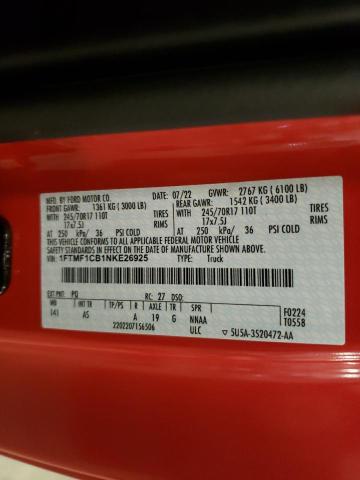 MFD. BY FORD MOTOR CO. 07/22 GVWR: 2767 KG (6100 LB)
FRONT GAWR: 1361 KG (3000 LB) REAR GAWR: 1542 KG (3400 LB)
WITH WITH
245/70R17 110T TIRES 245/70R17 110T TIRES
17x7.5J RIMS 17x7.5J RIMS
AT 250 kPa/ 36 PSI COLD AT 250 kPa/ 36 PSI COLD
THIS VEHICLE CONFORMS TO ALL APPLICABLE FEDERAL MOTOR VEHICLE
SAFETY STANDARDS IN EFFECT ON THE DATE OF
MANUFACTURE SHOWN ABOVE.
VIN: 1FTMF1CB1NKE26925 TYPE: Truck
EXT PNT: PQ RC: 27 DSO:
WB INT TR TP/PS R AXLE TR SPR F0224
141 AS A 19 G NNAA T0558
2202207156506 ULC 5U5A-3520472-AA